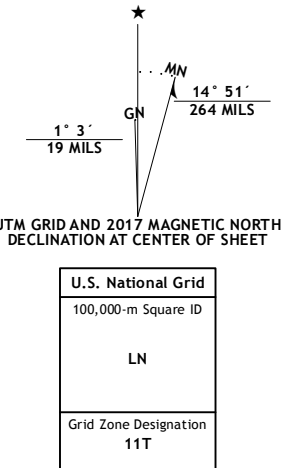 ★
MN
GN
14° 51´
264 MILS
1° 3´
19 MILS
UTM GRID AND 2017 MAGNETIC NORTH
DECLINATION AT CENTER OF SHEET
U.S. National Grid
100,000-m Square ID
LN
Grid Zone Designation
11T